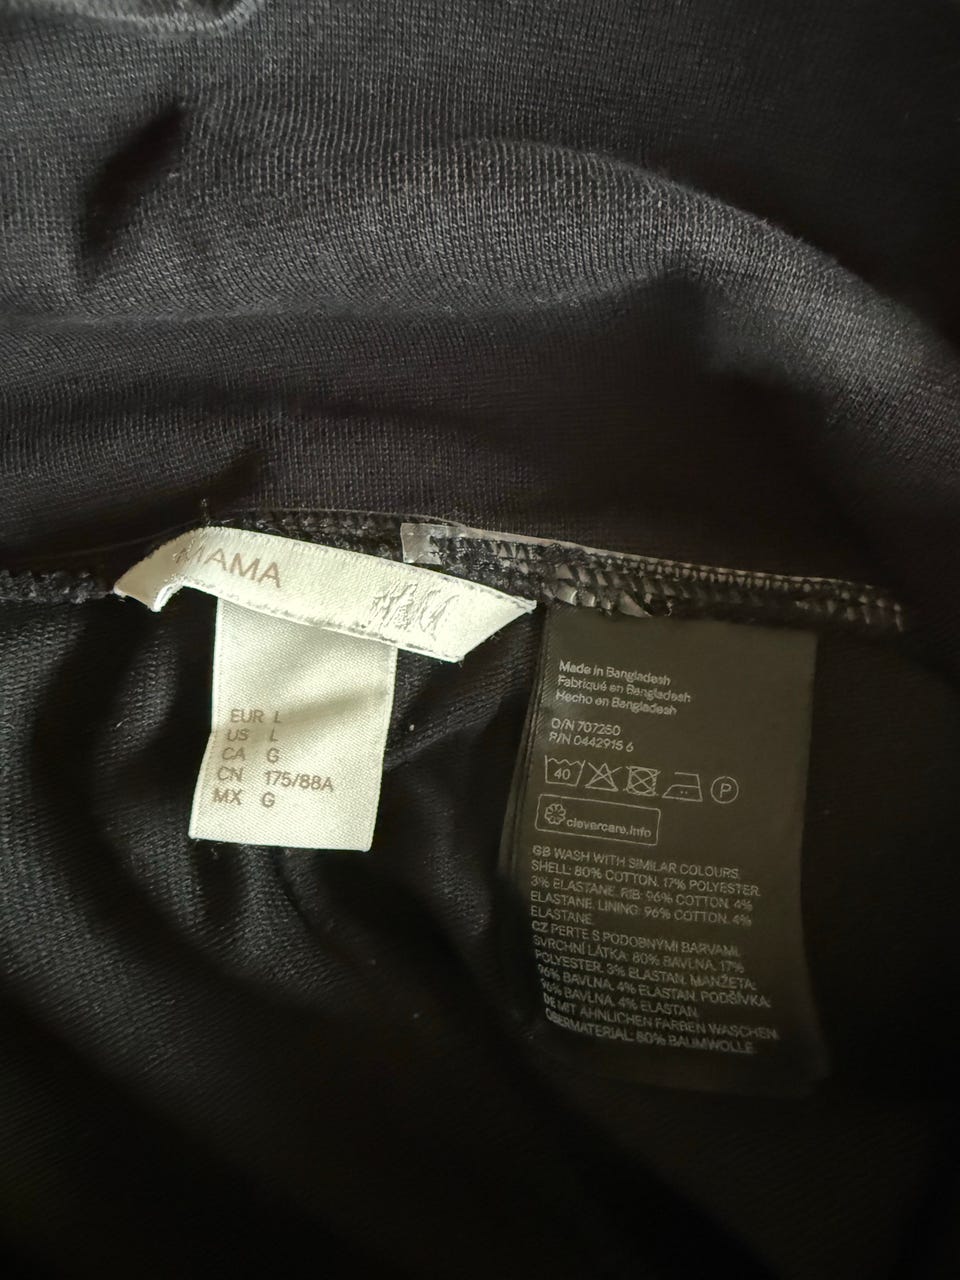 MAMA
H&M
EUR L
US L
CA G
CN 175/88A
MX G
Made in Bangladesh
Fabriqué en Bangladesh
Hecho en Bangladesh
O/N 707250
P/N 0442915 6
40
P
clevercare.info
GB WASH WITH SIMILAR COLOURS.
SHELL: 80% COTTON. 17% POLYESTER.
3% ELASTANE. RIB: 96% COTTON. 4%
ELASTANE. LINING: 96% COTTON. 4%
ELASTANE
CZ PERTE S PODOBNÝMI BARVAMI.
SVRCHNÍ LÁTKA: 80% BAVLNA. 17%
POLYESTER. 3% ELASTAN. MANŽETA:
96% BAVLNA. 4% ELASTAN. PODŠÍVKA:
96% BAVLNA. 4% ELASTAN
DE MIT ÄHNLICHEN FARBEN WASCHEN.
OBERMATERIAL: 80% BAUMWOLLE.